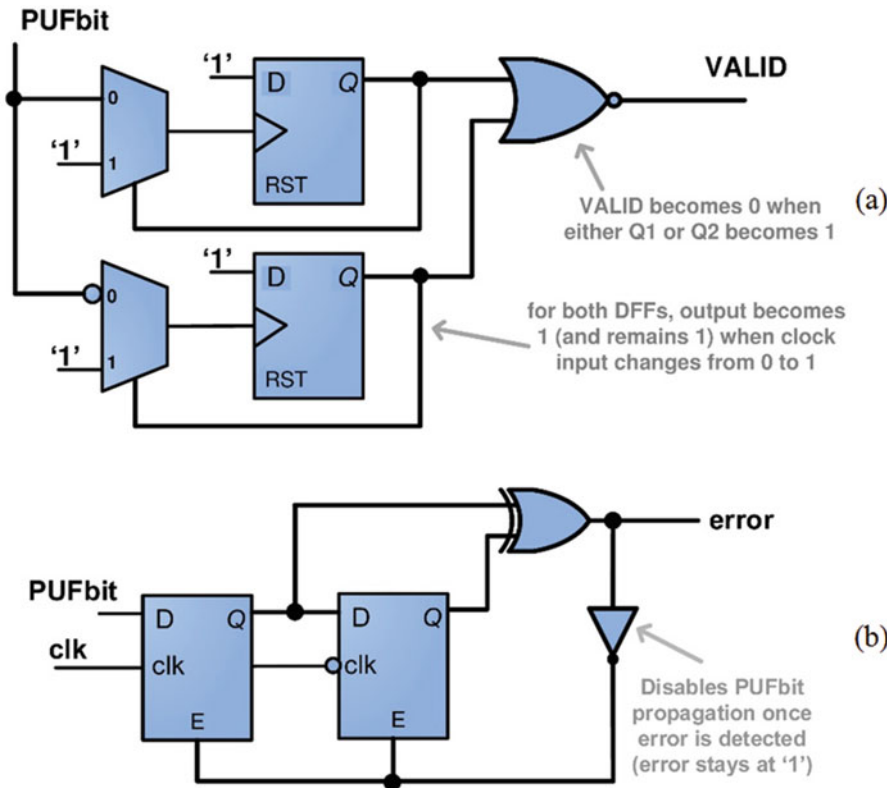 PUFbit
'1'
D
Q
VALID
0
'1'
1
RST
VALID becomes 0 when
either Q1 or Q2 becomes 1
(a)
'1'
D
Q
0
for both DFFs, output becomes
1 (and remains 1) when clock
input changes from 0 to 1
'1'
1
RST
error
PUFbit
D
Q
D
Q
clk
clk
clk
(b)
E
E
Disables PUFbit
propagation once
error is detected
(error stays at '1')